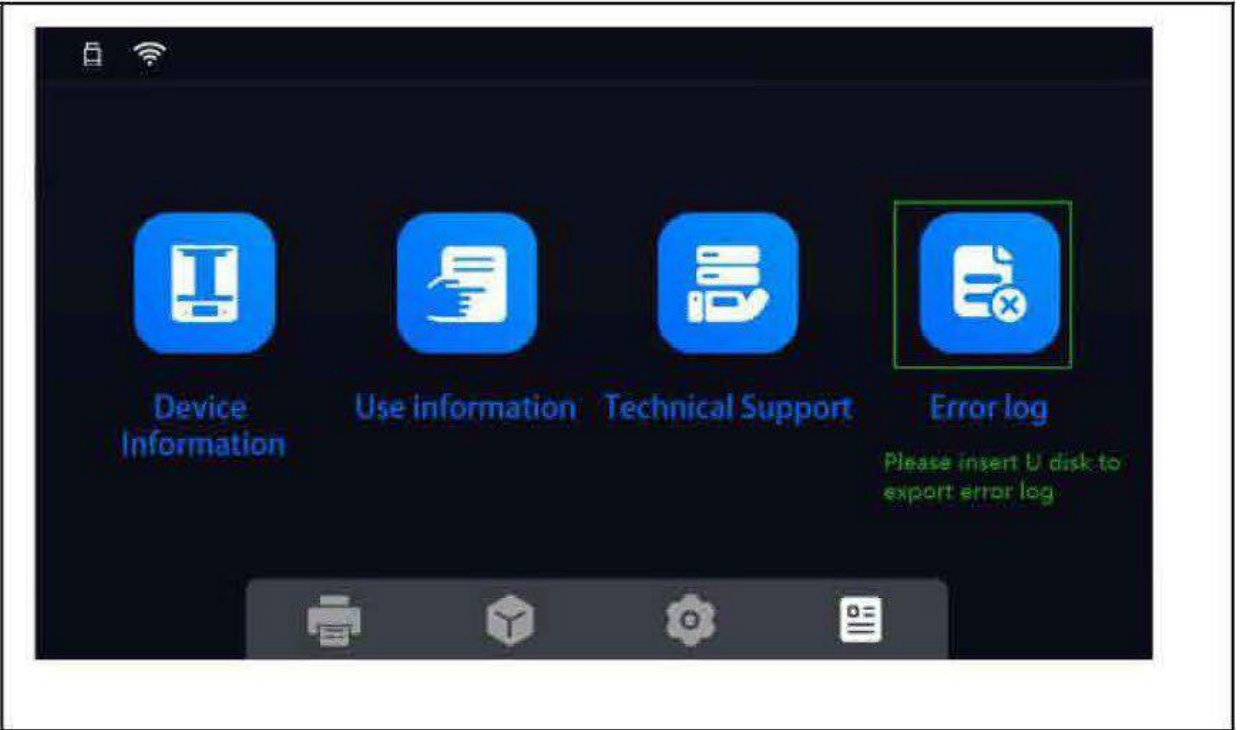 Device
Information
Use information
Technical Support
Error log
Please insert U disk to
export error log